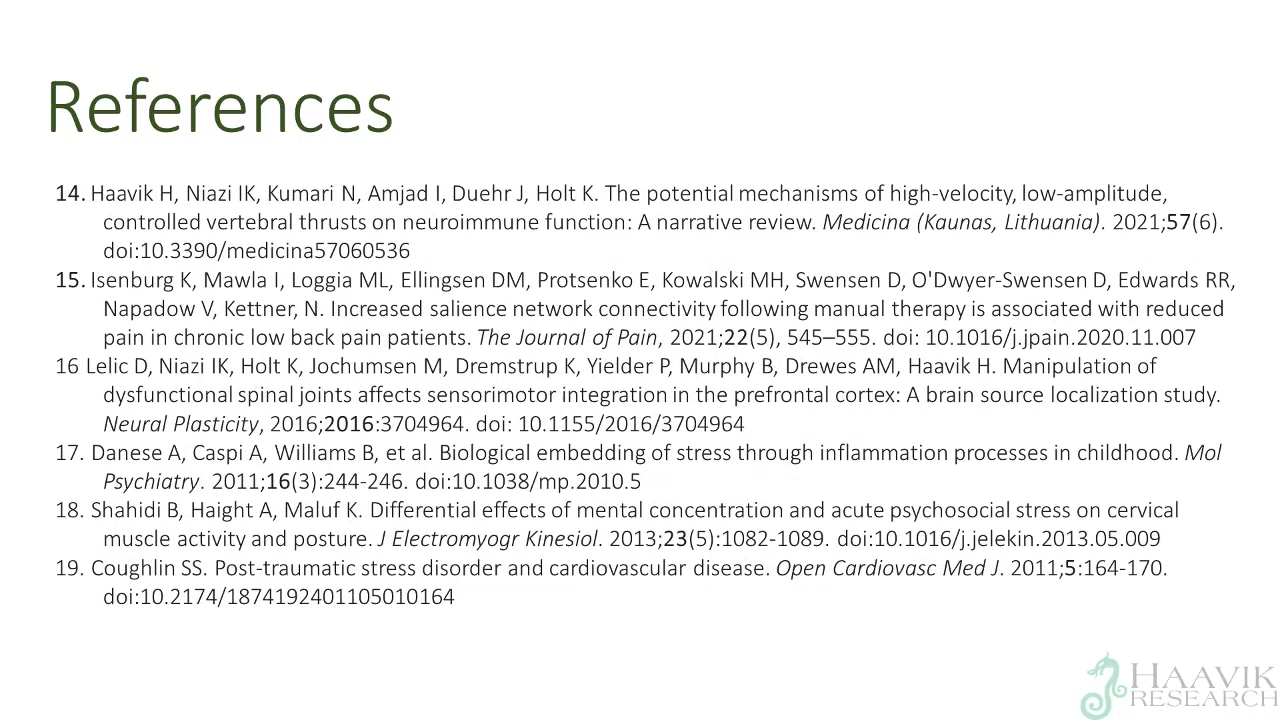 References
14. Haavik H, Niazi IK, Kumari N, Amjad I, Duehr J, Holt K. The potential mechanisms of high-velocity, low-amplitude,
controlled vertebral thrusts on neuroimmune function: A narrative review. Medicina (Kaunas, Lithuania). 2021;57(6).
doi:10.3390/medicina57060536
15. Isenburg K, Mawla I, Loggia ML, Ellingsen DM, Protsenko E, Kowalski MH, Swensen D, O'Dwyer-Swensen D, Edwards RR,
Napadow V, Kettner, N. Increased salience network connectivity following manual therapy is associated with reduced
pain in chronic low back pain patients. The Journal of Pain, 2021;22(5), 545–555. doi: 10.1016/j.jpain.2020.11.007
16 Lelic D, Niazi IK, Holt K, Jochumsen M, Dremstrup K, Yielder P, Murphy B, Drewes AM, Haavik H. Manipulation of
dysfunctional spinal joints affects sensorimotor integration in the prefrontal cortex: A brain source localization study.
Neural Plasticity, 2016;2016:3704964. doi: 10.1155/2016/3704964
17. Danese A, Caspi A, Williams B, et al. Biological embedding of stress through inflammation processes in childhood. Mol
Psychiatry. 2011;16(3):244-246. doi:10.1038/mp.2010.5
18. Shahidi B, Haight A, Maluf K. Differential effects of mental concentration and acute psychosocial stress on cervical
muscle activity and posture. J Electromyogr Kinesiol. 2013;23(5):1082-1089. doi:10.1016/j.jelekin.2013.05.009
19. Coughlin SS. Post-traumatic stress disorder and cardiovascular disease. Open Cardiovasc Med J. 2011;5:164-170.
doi:10.2174/1874192401105010164
HAAVIK
RESEARCH